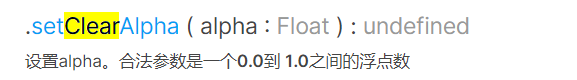 .setClearAlpha ( alpha : Float ) : undefined
设置alpha。合法参数是一个0.0到 1.0之间的浮点数